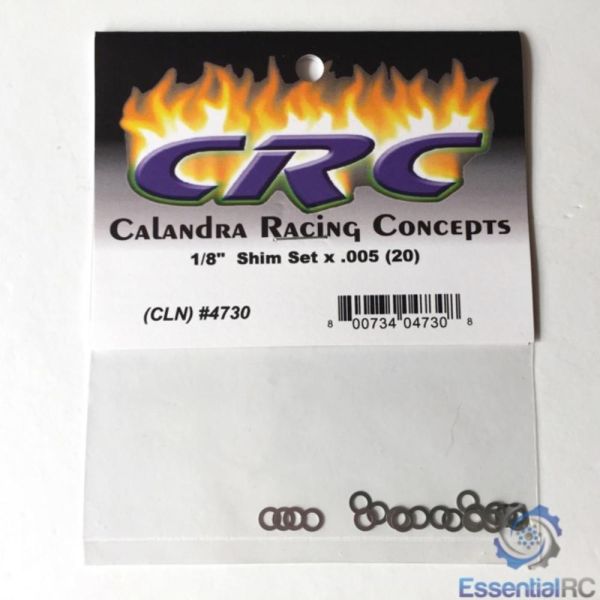 CRC
Calandra Racing Concepts
1/8" Shim Set x .005 (20)
(CLN) #4730
8 00734 04730 8
EssentialRC